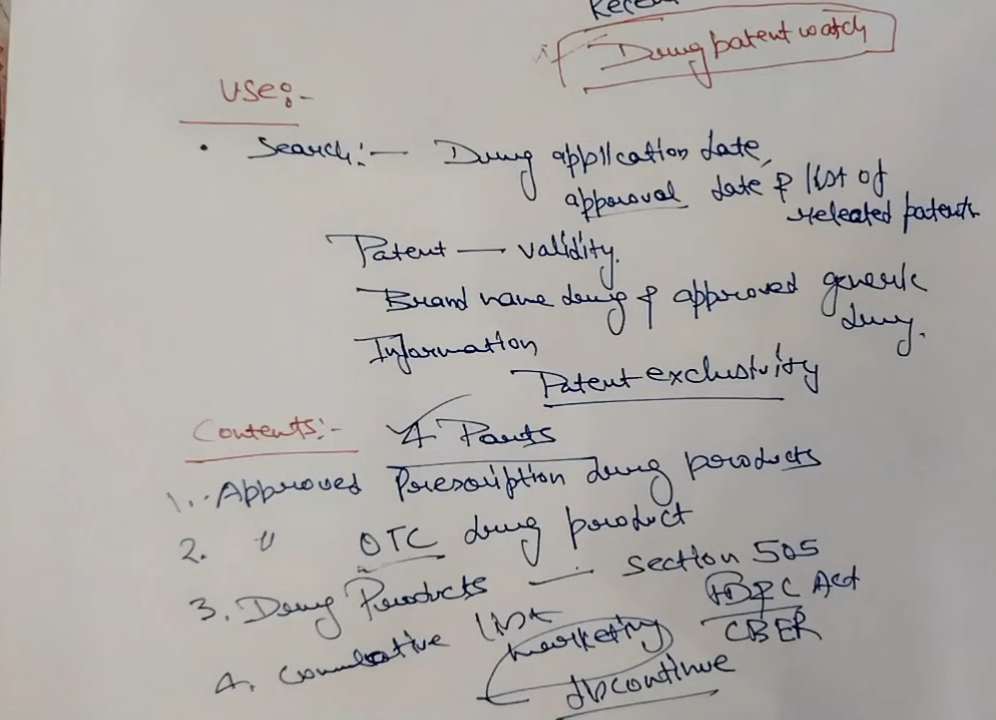 Drug patent watch
Use:-
• Search:- Drug application date,
approval date & list of
releated patents
Patent — validity.
Brand name drug & approved generic
drug.
Information
Patent exclusivity
Contents:- 4 Parts
1. Approved Prescription drug products
2. " OTC drug product
3. Drug Products — section 505
FD&C Act
4. Cumulative list CBER
marketing
discontinue